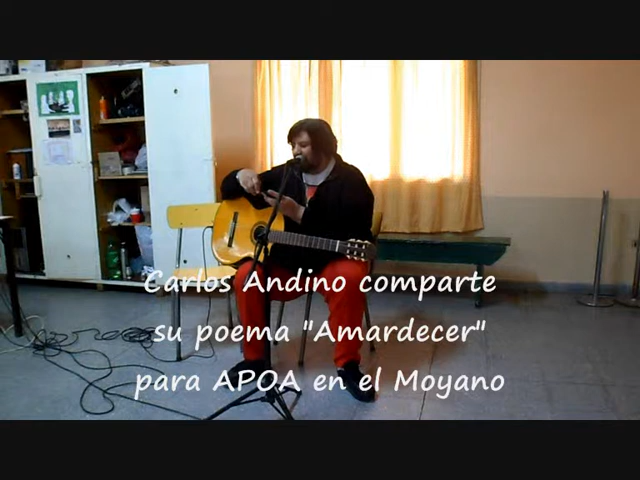 Carlos Andino comparte
su poema "Amardecer"
para APOA en el Moyano